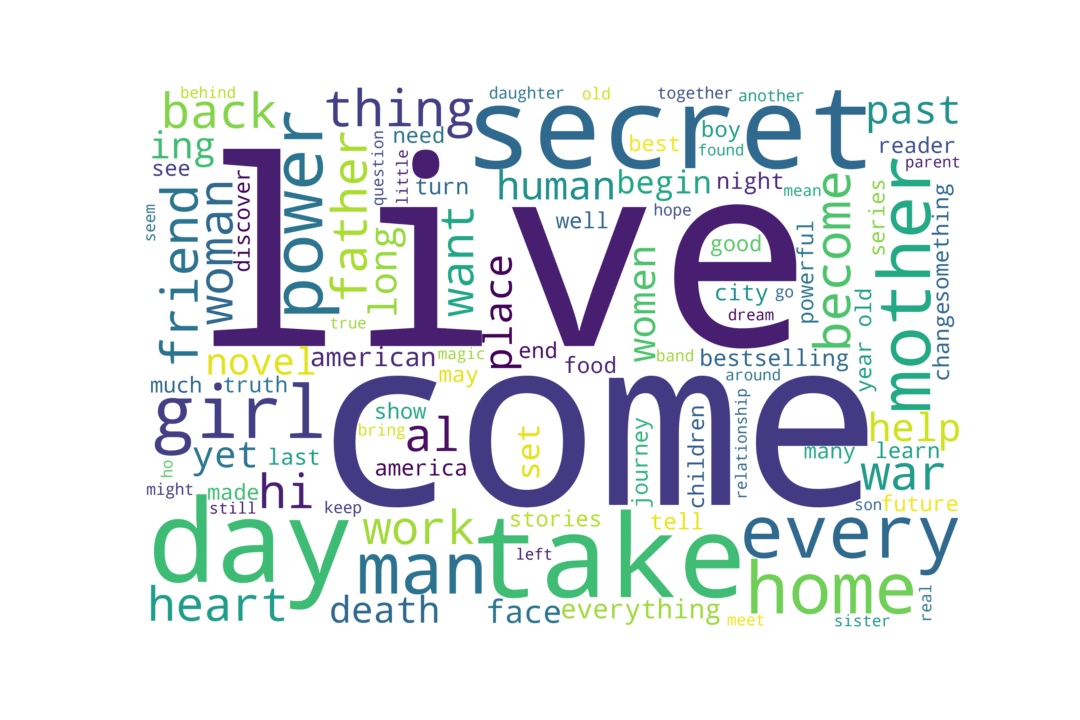 behind
daughter
old
together
another
back
thing
secret
past
ing
need
boy
best
found
reader
parent
see
question
little
power
father
live
turn
human
begin
night
mean
discover
woman
friend
seem
long
want
well
hope
good
women
powerful
become
series
mother
something
changes
place
city
go
dream
true
novel
american
magic
may
end
food
band
bestselling
year old
around
much
truth
girl
come
show
bring
al
set
america
journey
children
relationship
many
learn
help
yet
last
ho
hi
war
might
made
still
keep
son
future
day
work
stories
tell
take
every
man
left
home
heart
death
face
everything
meet
sister
real